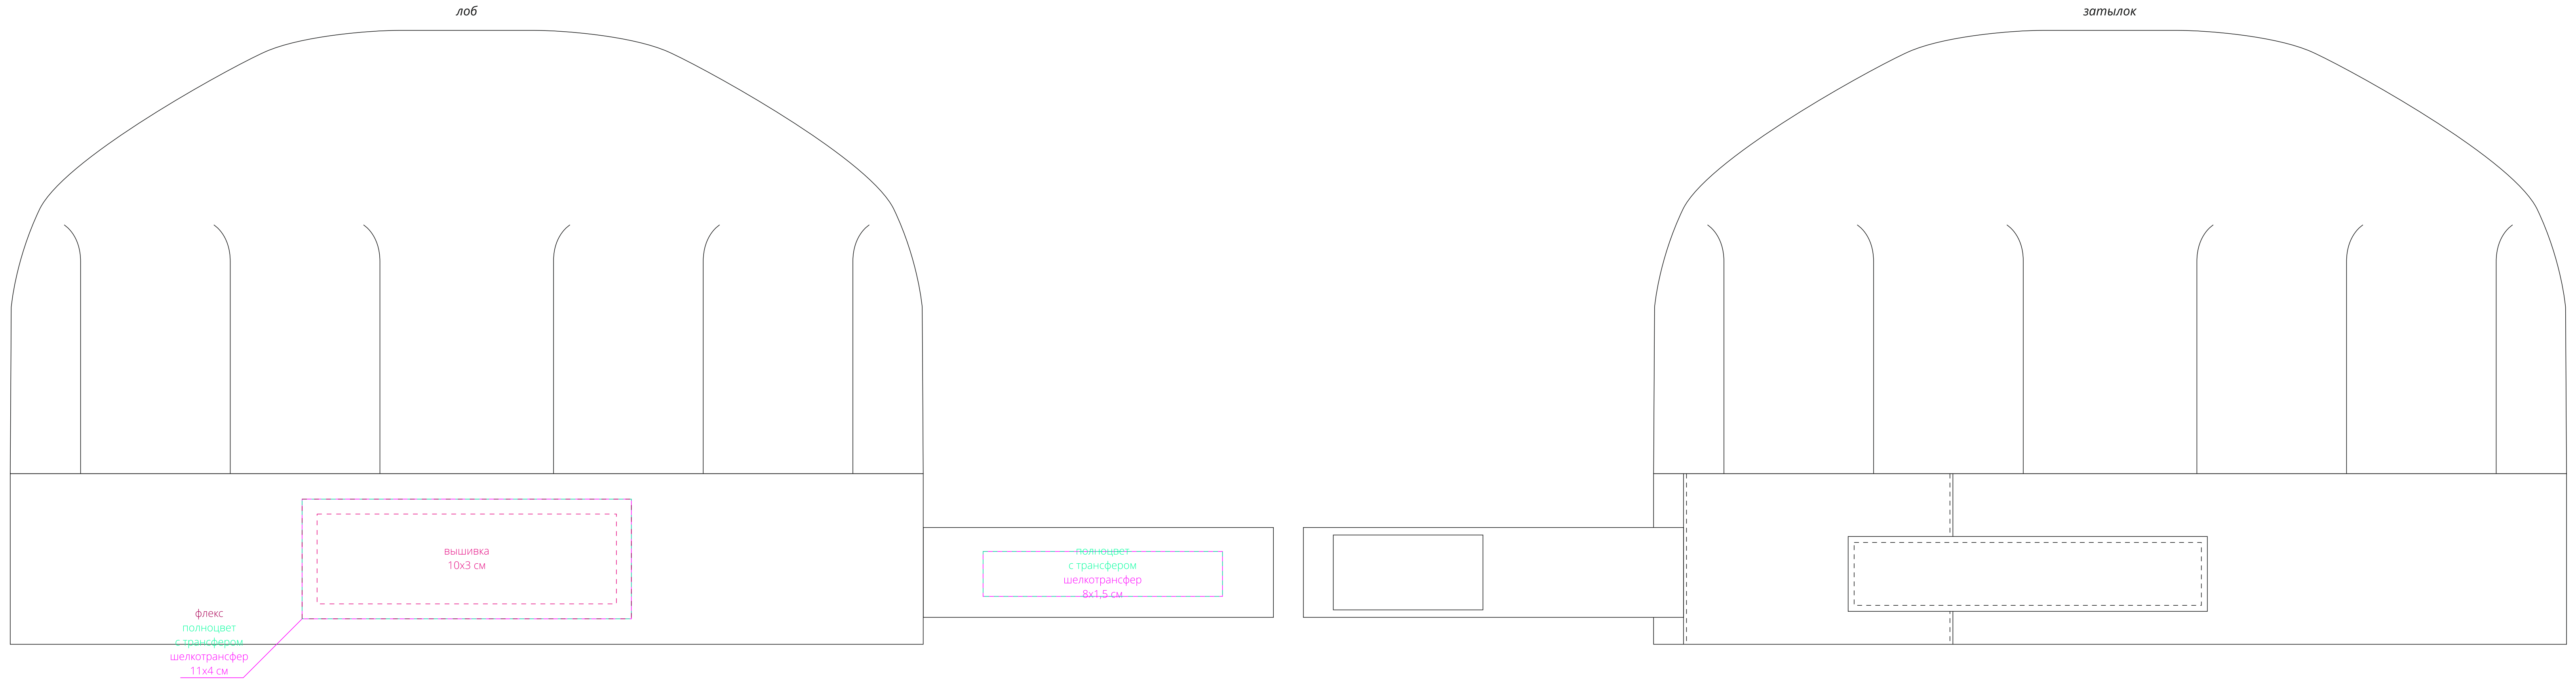 лоб
затылок
вышивка
10х3 см
флекс
полноцвет
с трансфером
шелкотрансфер
11х4 см
полноцвет
с трансфером
шелкотрансфер
8х1,5 см